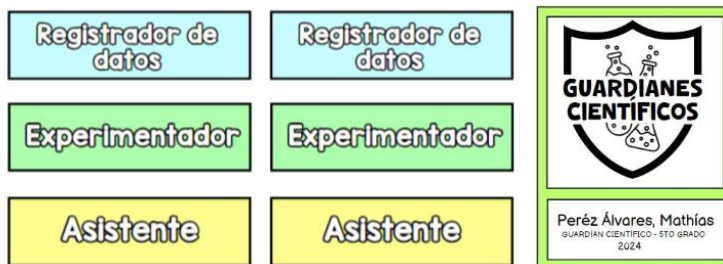 Registrador de
datos
Registrador de
datos
Experimentador
Experimentador
Asistente
Asistente
GUARDIANES
CIENTÍFICOS
Peréz Álvares, Mathías
GUARDÍAN CIENTÍFICO - 5TO GRADO
2024